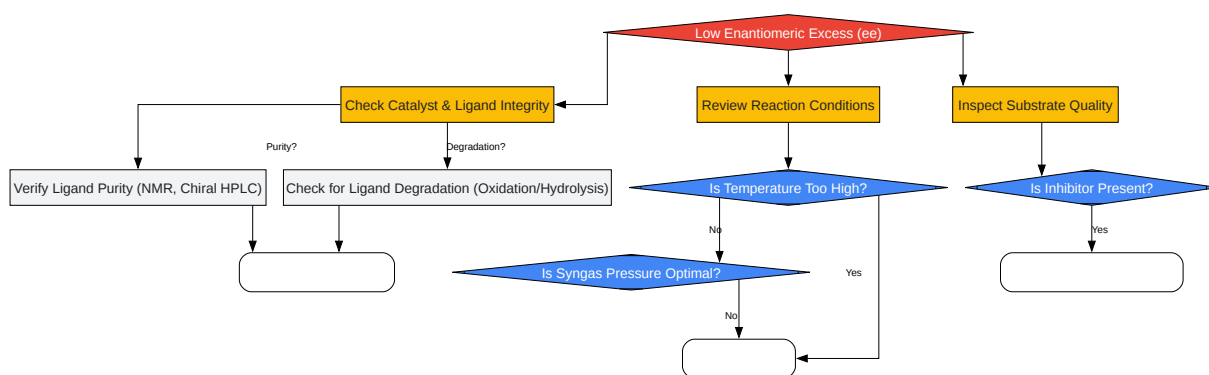 Low Enantiomeric Excess (ee)
Check Catalyst & Ligand Integrity
Review Reaction Conditions
Inspect Substrate Quality
Purity?
Degradation?
Verify Ligand Purity (NMR, Chiral HPLC)
Check for Ligand Degradation (Oxidation/Hydrolysis)
Is Temperature Too High?
Is Inhibitor Present?
No
Yes
Is Syngas Pressure Optimal?
Yes
No